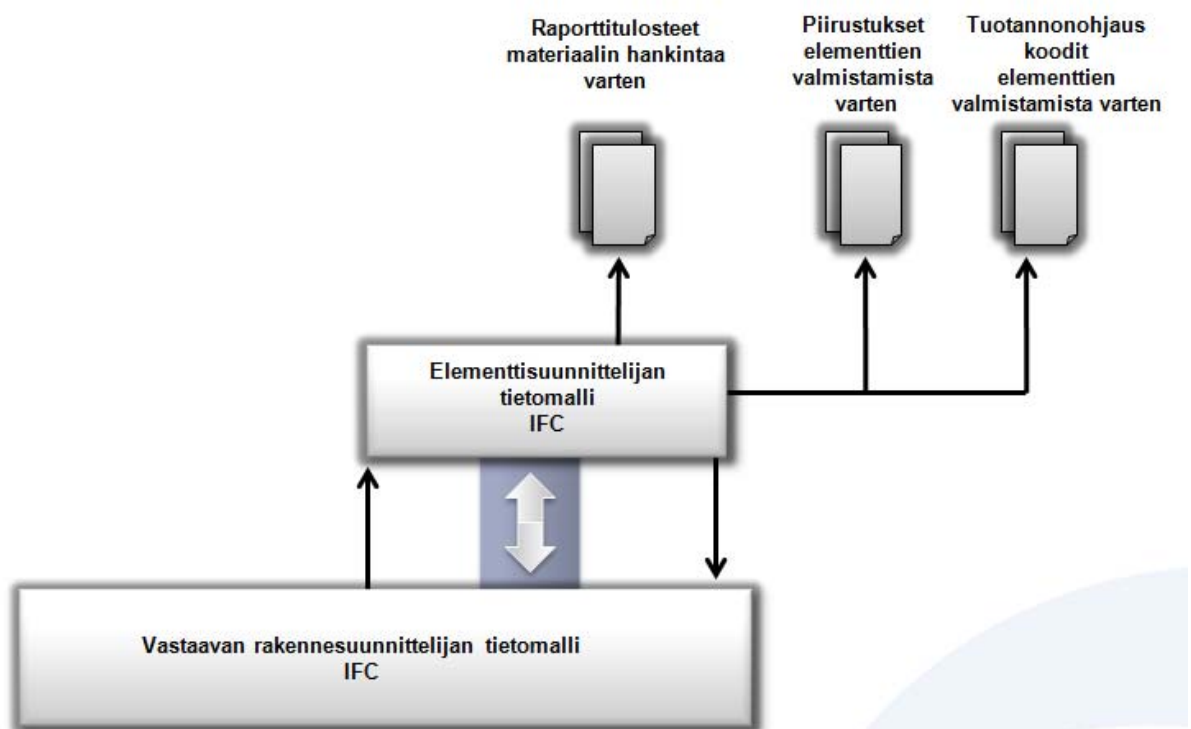 Raporttitulosteet
materiaalin hankintaa
varten
Piirustukset
elementtien
valmistamista
varten
Tuotannonohjaus
koodit
elementtien
valmistamista varten
Elementtisuunnittelijan
tietomalli
IFC
Vastaavan rakennesuunnittelijan tietomalli
IFC